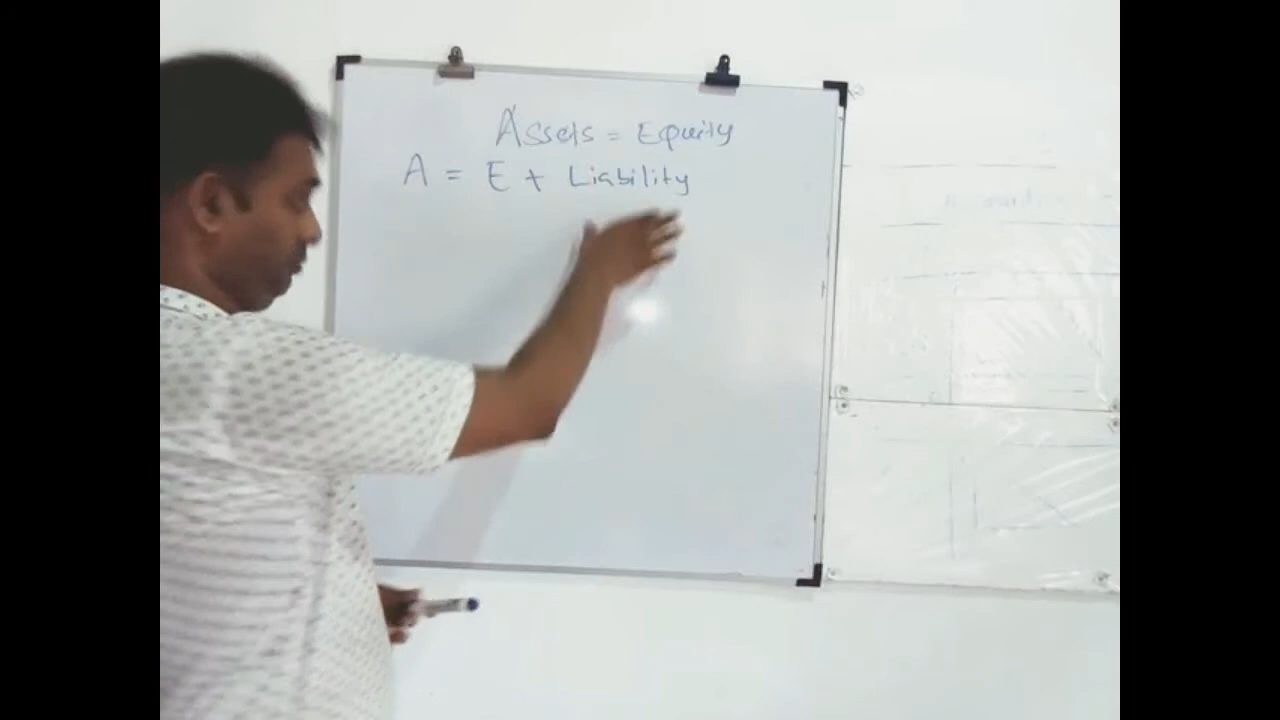 Assets = Equity
A = E + Liability